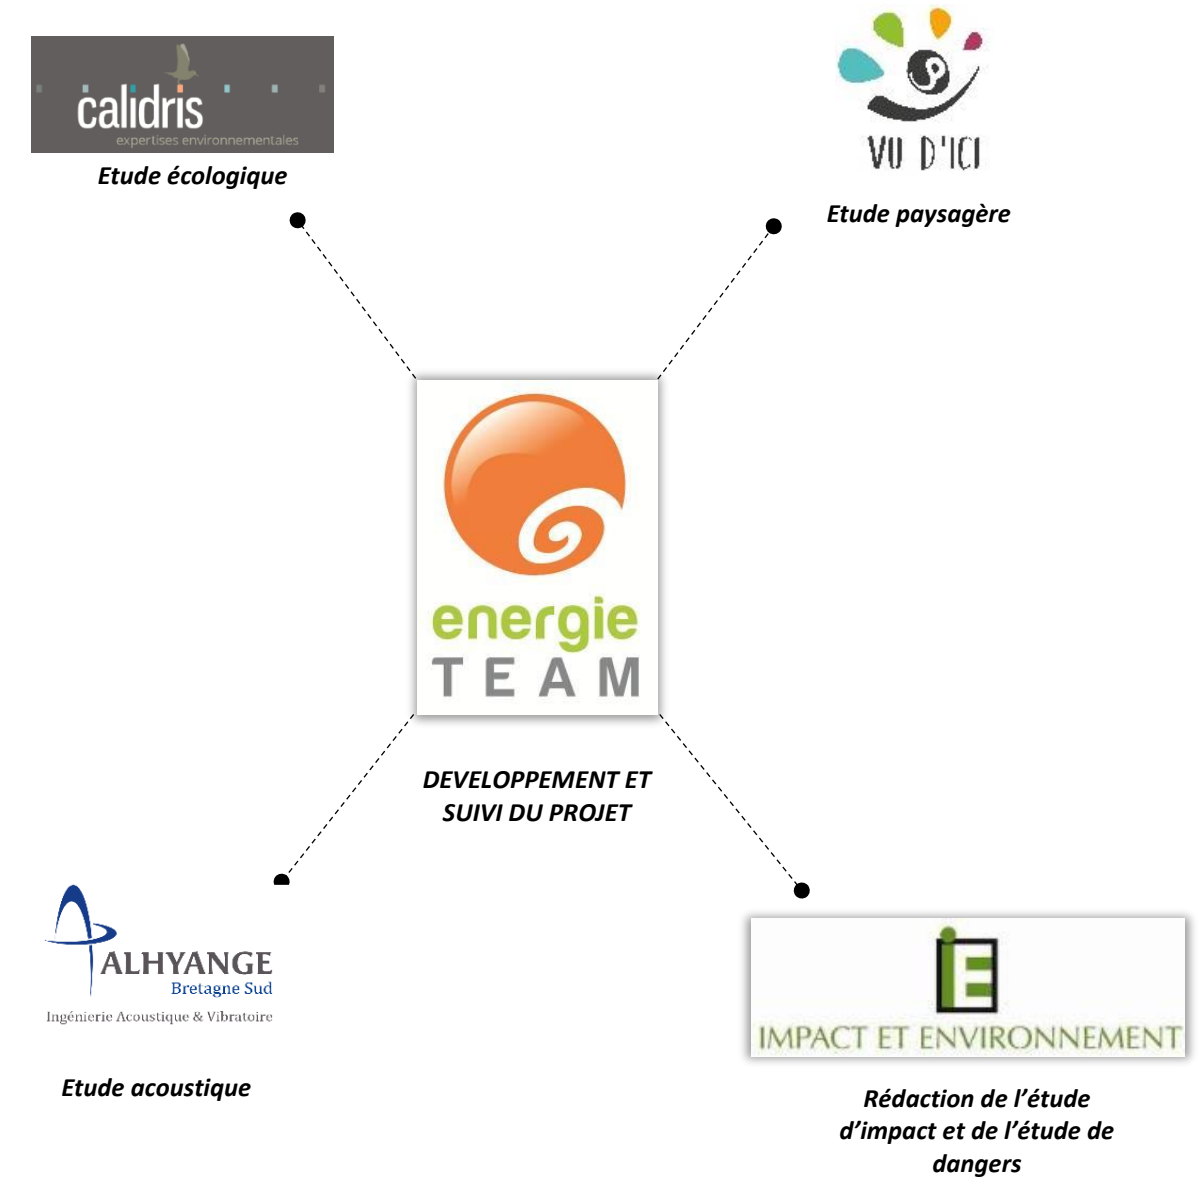 calidris
expertises environnementales
Etude écologique
VU D'ICI
Etude paysagère
energie
TEAM
DEVELOPPEMENT ET
SUIVI DU PROJET
ALHYANGE
Bretagne Sud
Ingénierie Acoustique & Vibratoire
Etude acoustique
iE
IMPACT ET ENVIRONNEMENT
Rédaction de l’étude
d’impact et de l’étude de
dangers